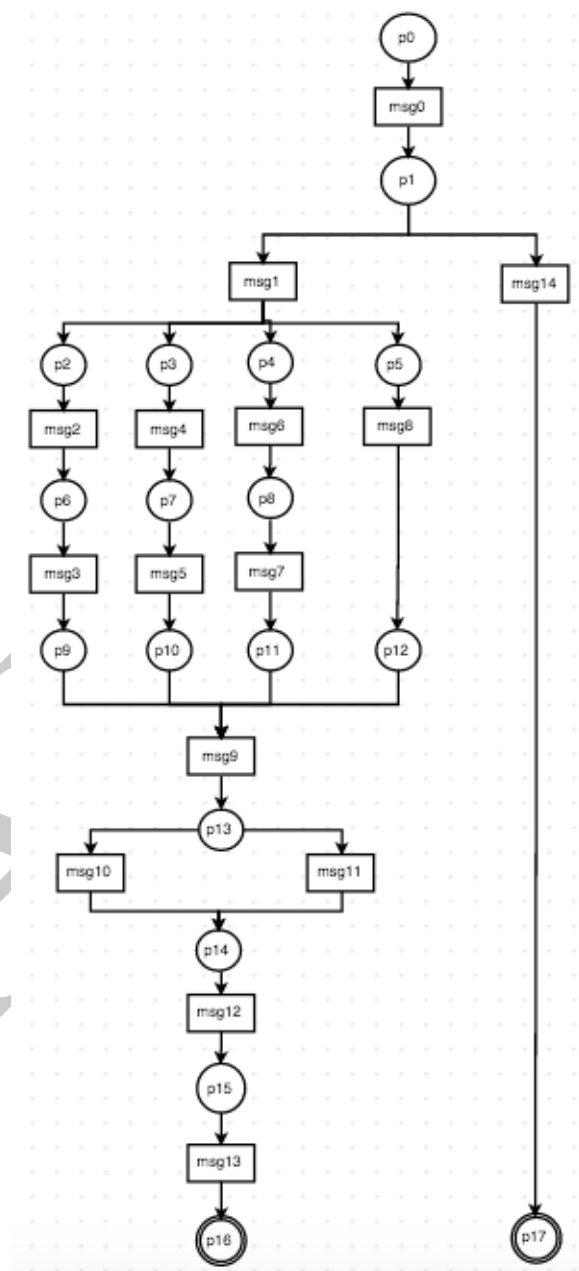 p0
msg0
p1
msg1 msg14
p2 p3 p4 p5
msg2 msg4 msg6 msg8
p6 p7 p8
msg3 msg5 msg7
p9 p10 p11 p12
msg9
p13
msg10 msg11
p14
msg12
p15
msg13
p16 p17